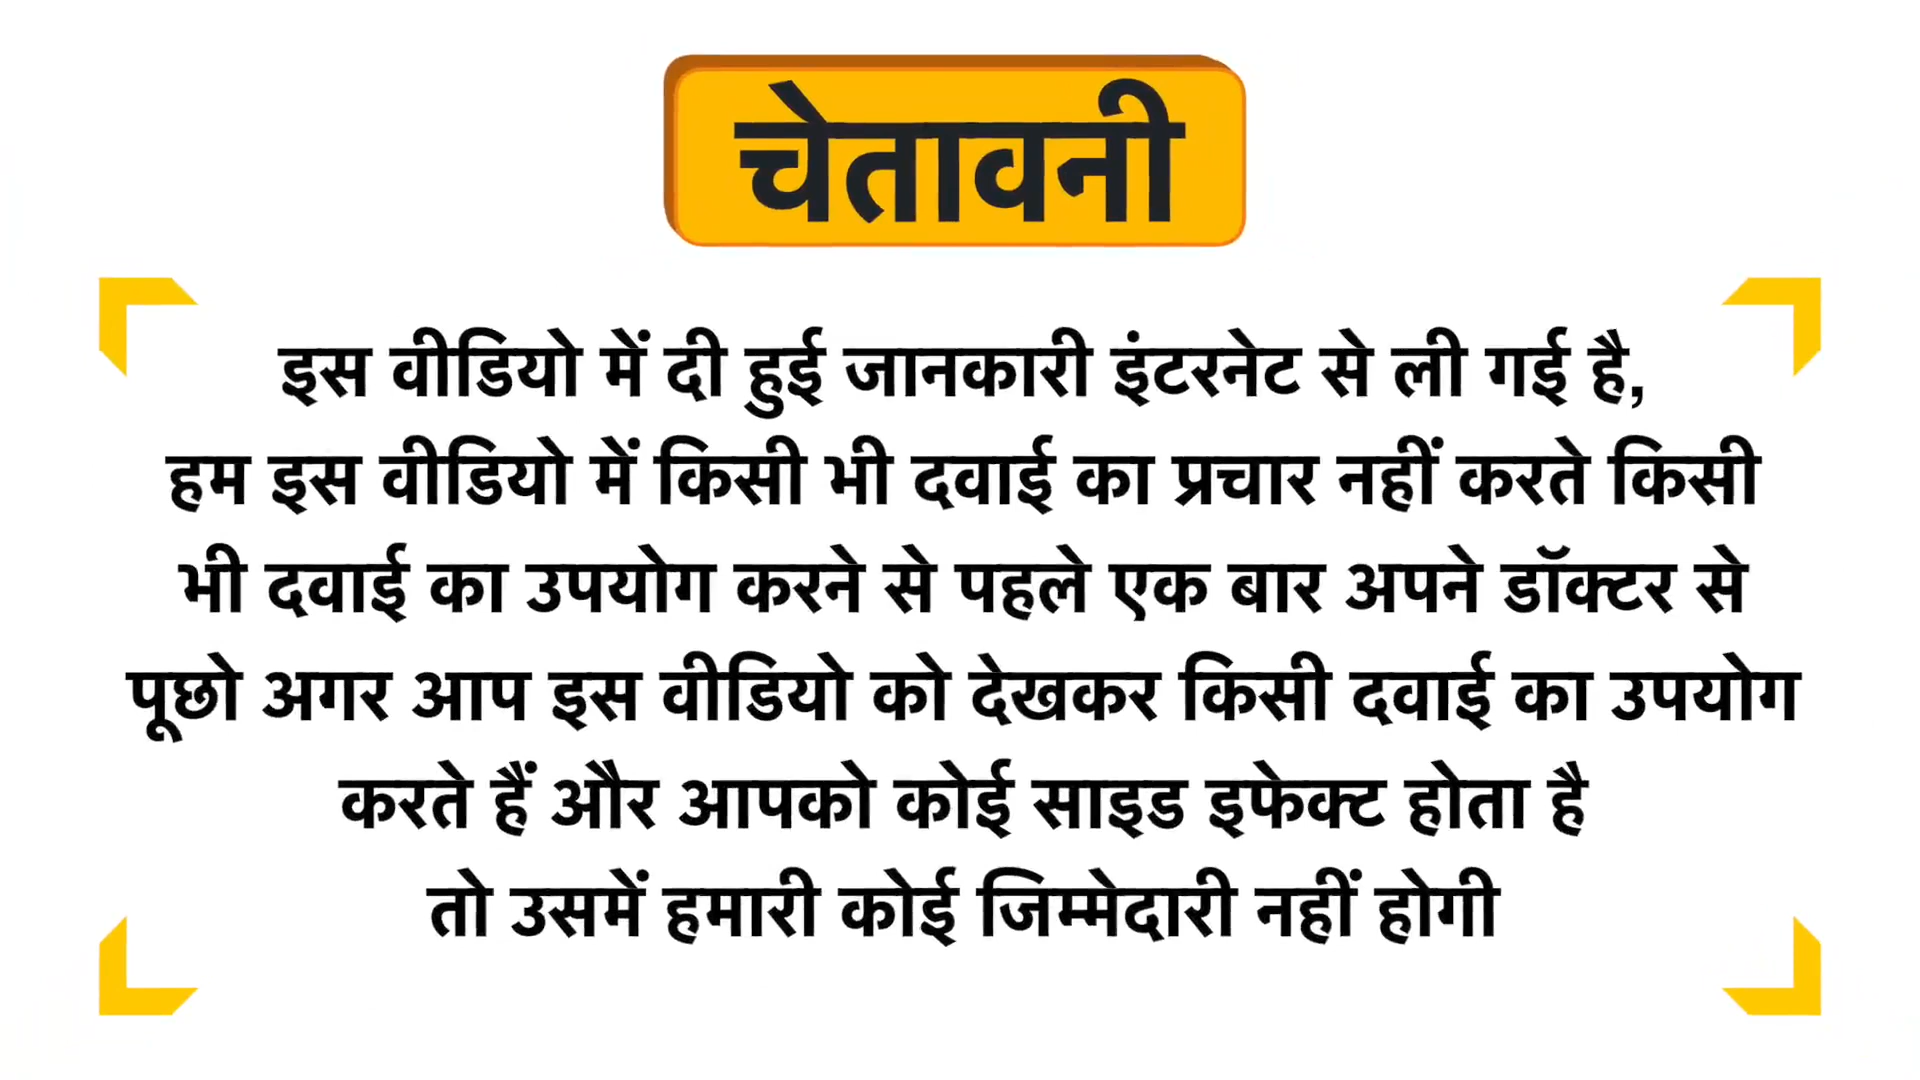 चेतावनी
इस वीडियो में दी हुई जानकारी इंटरनेट से ली गई है,
हम इस वीडियो में किसी भी दवाई का प्रचार नहीं करते किसी
भी दवाई का उपयोग करने से पहले एक बार अपने डॉक्टर से
पूछो अगर आप इस वीडियो को देखकर किसी दवाई का उपयोग
करते हैं और आपको कोई साइड इफेक्ट होता है
तो उसमें हमारी कोई जिम्मेदारी नहीं होगी